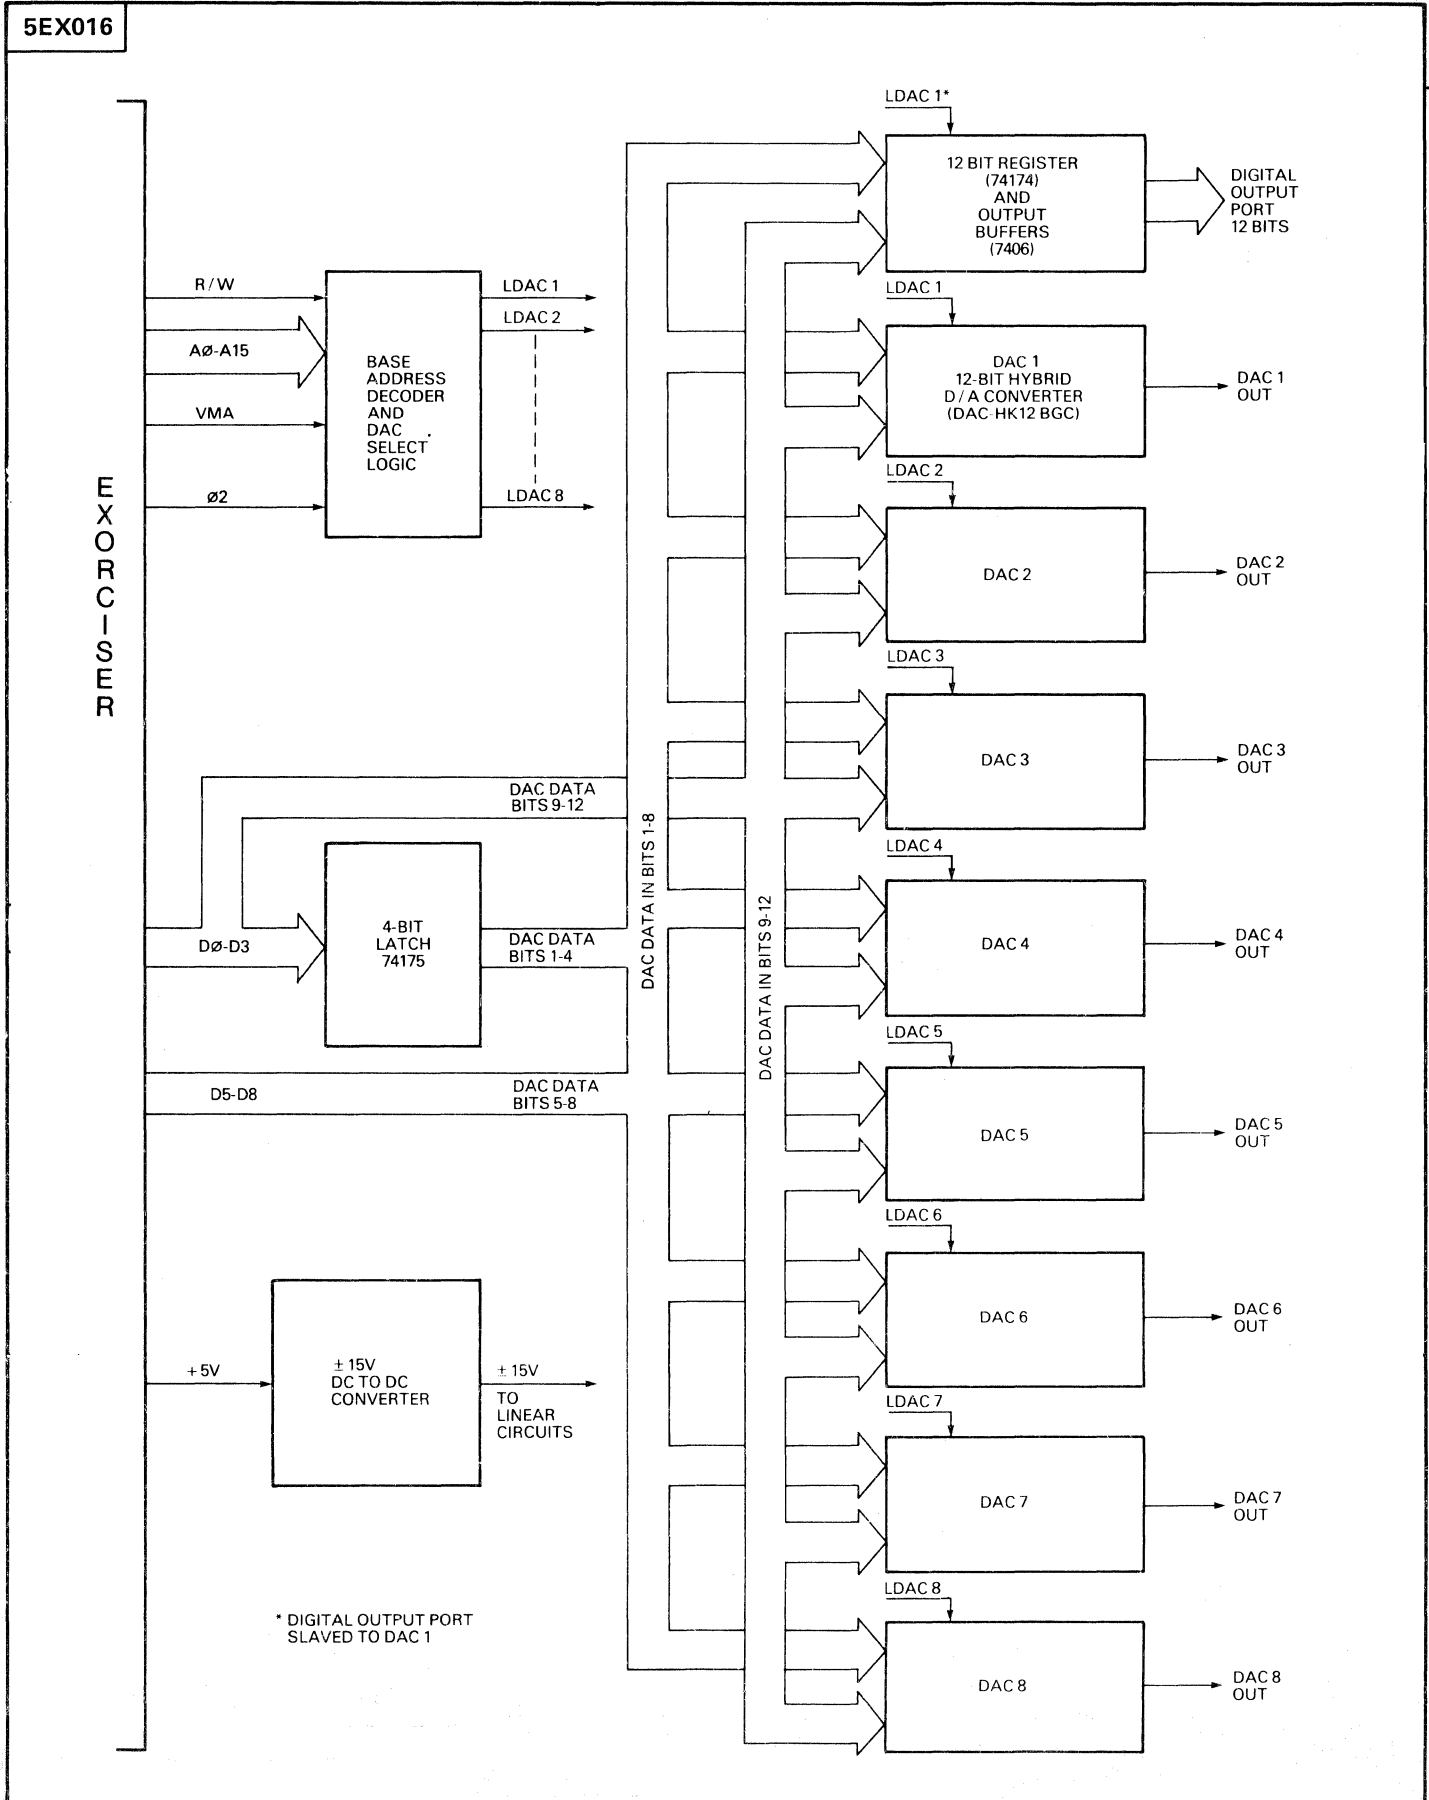 5EX016
EXORCISER
R/W
AØ-A15
VMA
Ø2
BASE
ADDRESS
DECODER
AND
DAC
SELECT
LOGIC
LDAC 1
LDAC 2
LDAC 8
DAC DATA
BITS 9-12
DØ-D3
4-BIT
LATCH
74175
DAC DATA
BITS 1-4
D5-D8
DAC DATA
BITS 5-8
+5V
± 15V
DC TO DC
CONVERTER
± 15V
TO
LINEAR
CIRCUITS
* DIGITAL OUTPUT PORT
SLAVED TO DAC 1
DAC DATA IN BITS 1-8
DAC DATA IN BITS 9-12
LDAC 1*
12 BIT REGISTER
(74174)
AND
OUTPUT
BUFFERS
(7406)
DIGITAL
OUTPUT
PORT
12 BITS
LDAC 1
DAC 1
12-BIT HYBRID
D/A CONVERTER
(DAC-HK12 BGC)
DAC 1
OUT
LDAC 2
DAC 2
DAC 2
OUT
LDAC 3
DAC 3
DAC 3
OUT
LDAC 4
DAC 4
DAC 4
OUT
LDAC 5
DAC 5
DAC 5
OUT
LDAC 6
DAC 6
DAC 6
OUT
LDAC 7
DAC 7
DAC 7
OUT
LDAC 8
DAC 8
DAC 8
OUT